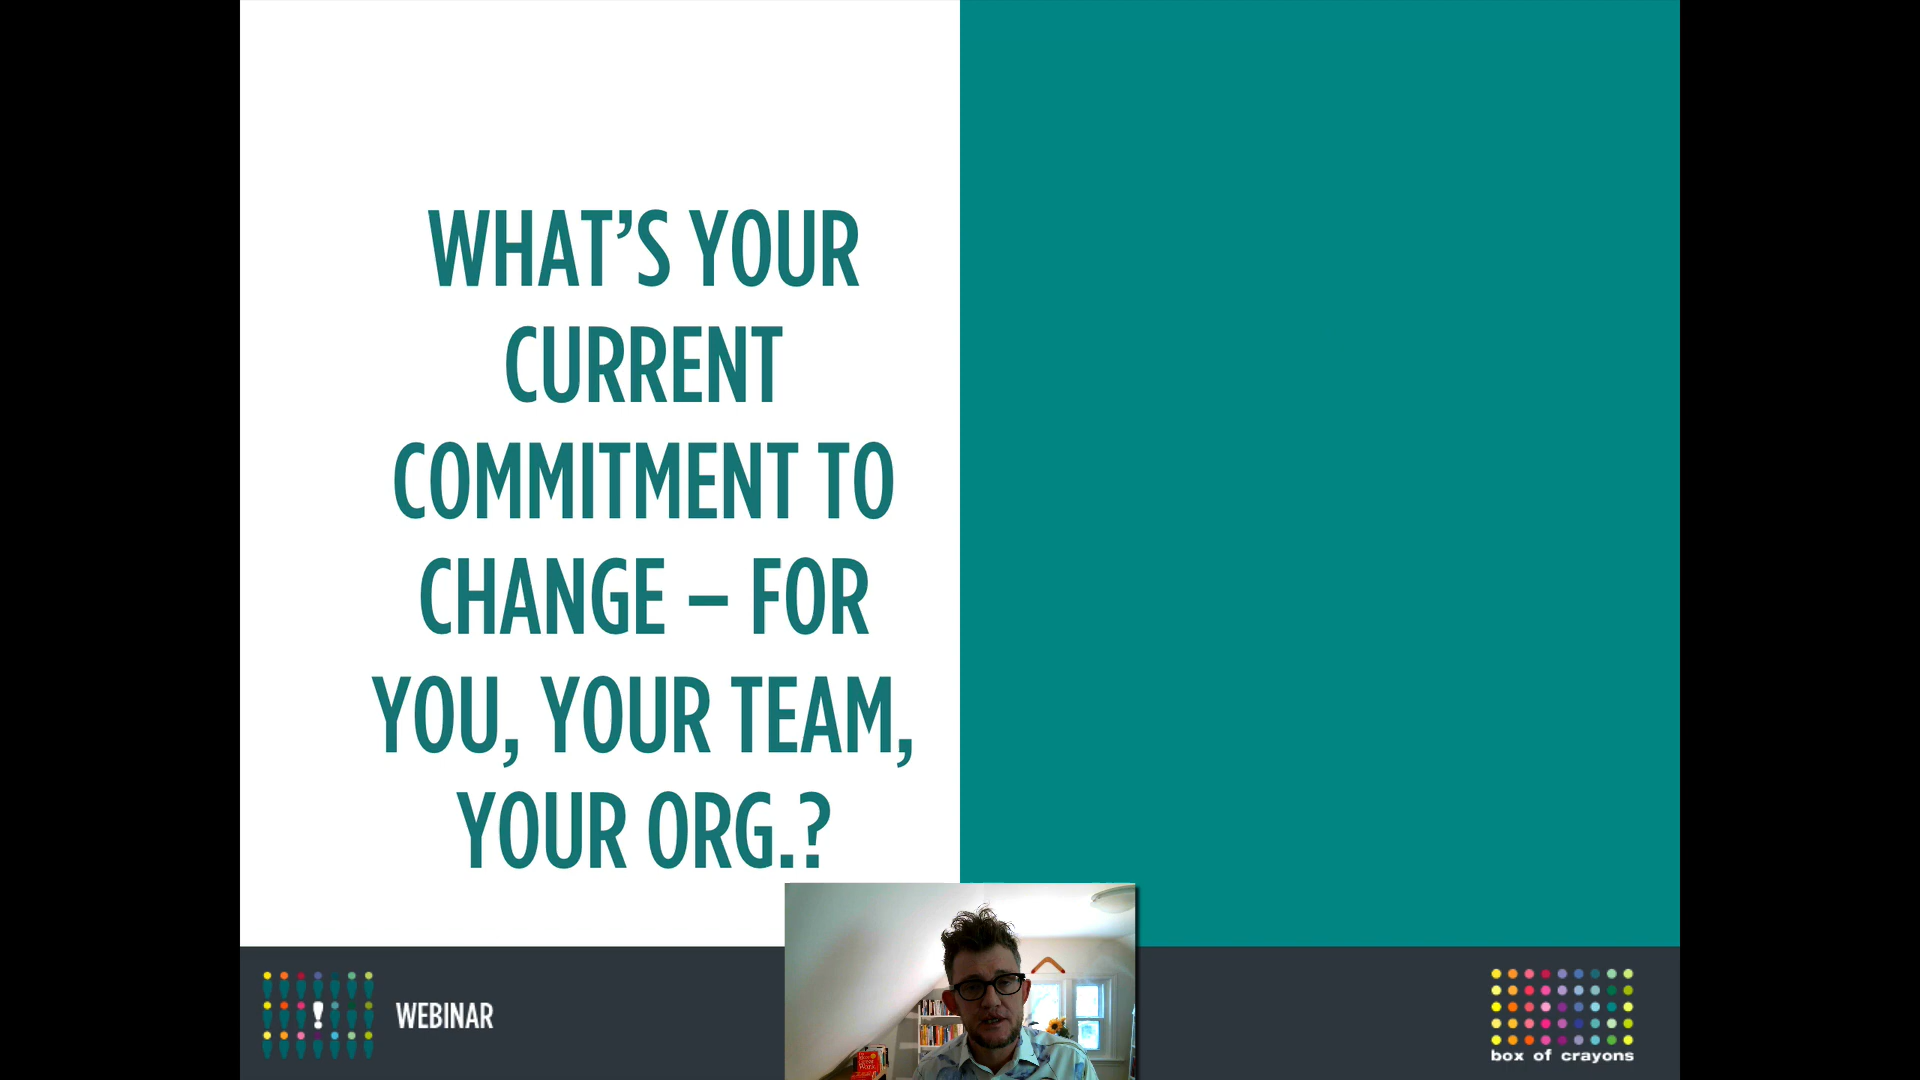 WHAT’S YOUR
CURRENT
COMMITMENT TO
CHANGE – FOR
YOU, YOUR TEAM,
YOUR ORG.?
WEBINAR
box of crayons